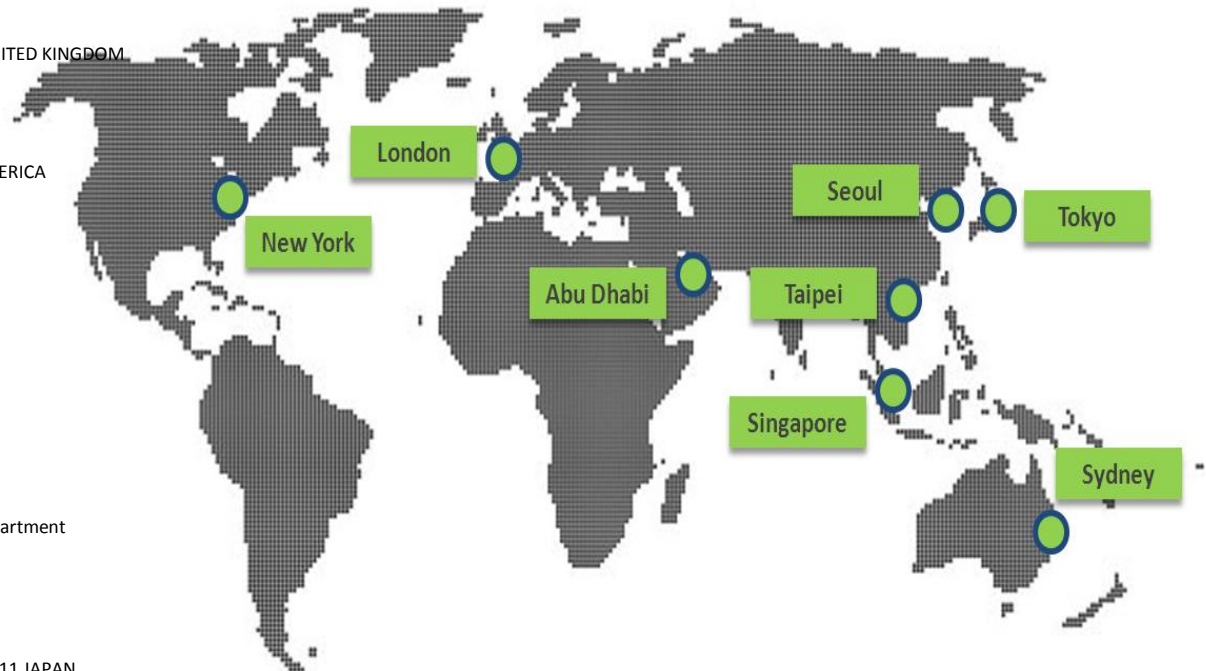 ITED KINGDOM
ERICA
London
Seoul
Tokyo
New York
Abu Dhabi
Taipei
Singapore
Sydney
artment
11 JAPAN